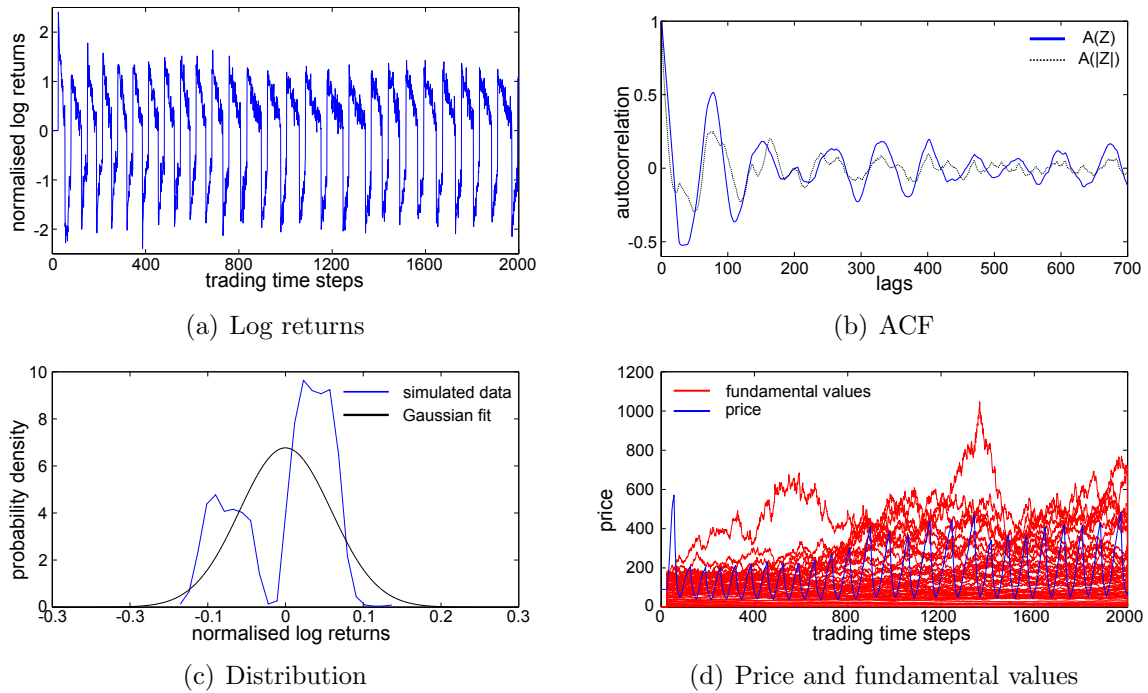 2
1
0
-1
-2
normalised log returns
0 400 800 1200 1600 2000
trading time steps
(a) Log returns
1
0.5
0
-0.5
autocorrelation
A(Z)
A(|Z|)
0 100 200 300 400 500 600 700
lags
(b) ACF
10
8
6
4
2
0
probability density
simulated data
Gaussian fit
-0.3 -0.2 -0.1 0 0.1 0.2 0.3
normalised log returns
(c) Distribution
1200
1000
800
600
400
200
0
price
fundamental values
price
400 800 1200 1600 2000
trading time steps
(d) Price and fundamental values